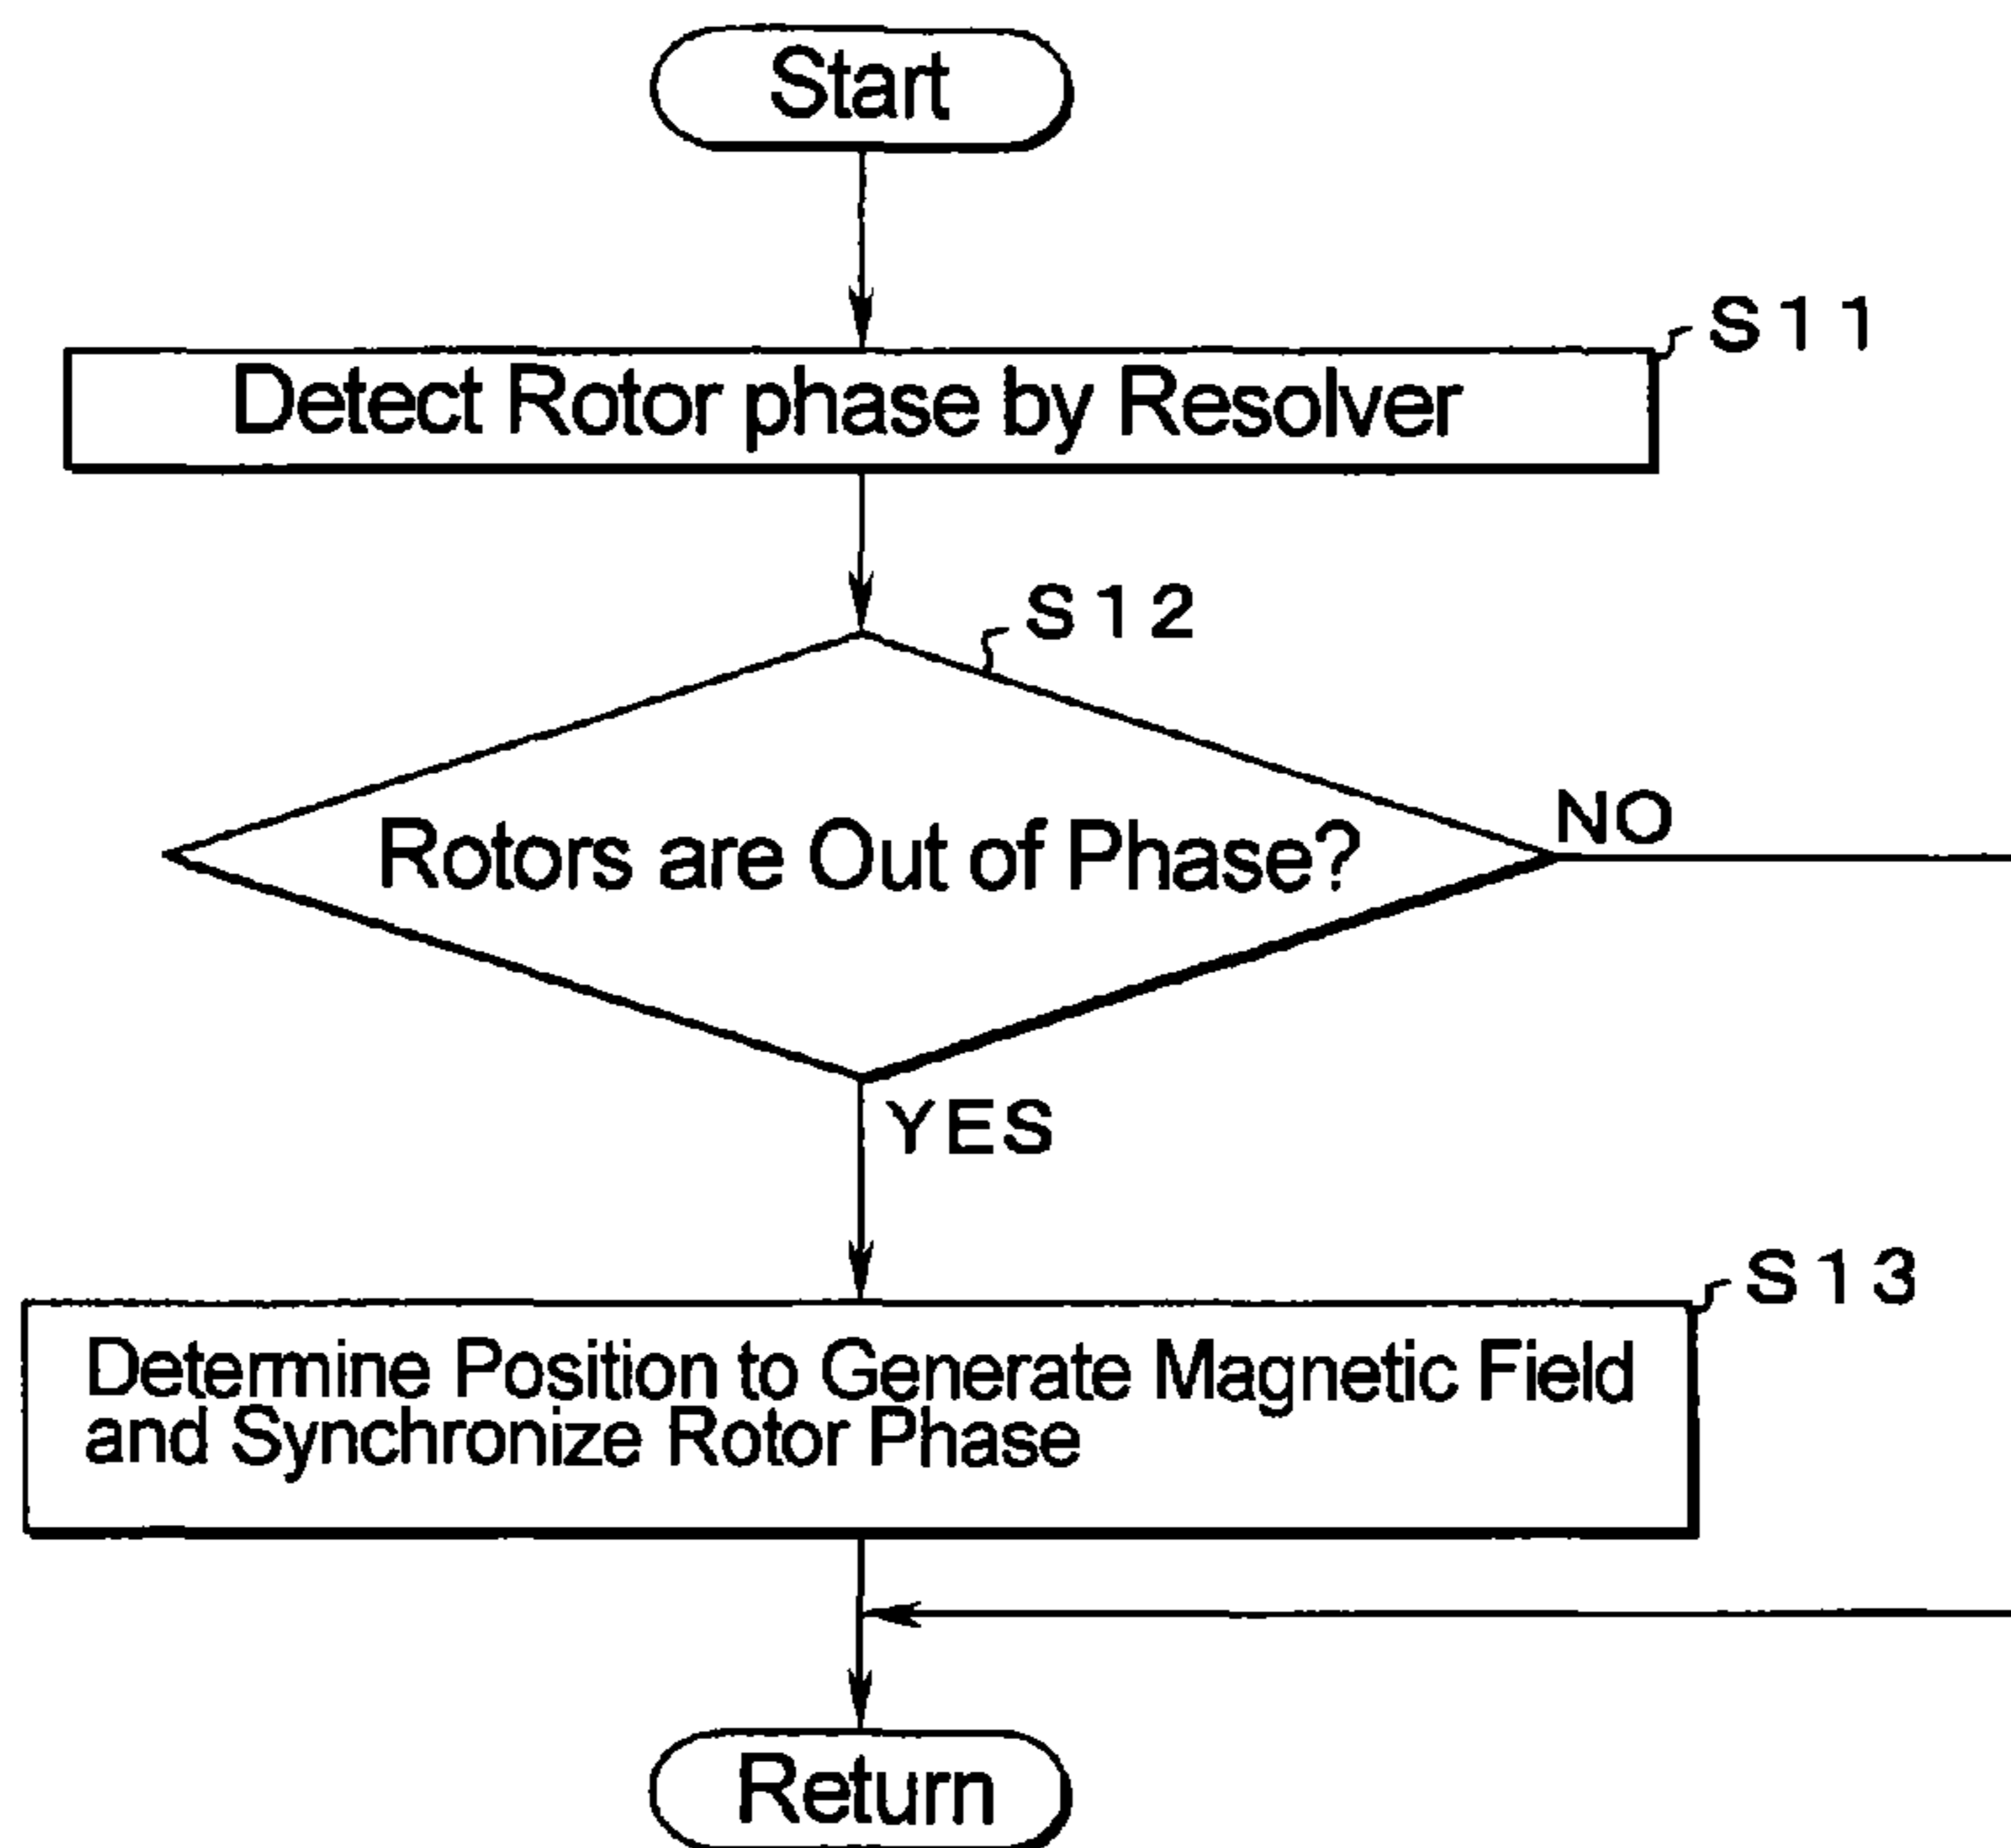 Start
S11
Detect Rotor phase by Resolver
S12
Rotors are Out of Phase?
NO
YES
S13
Determine Position to Generate Magnetic Field
and Synchronize Rotor Phase
Return